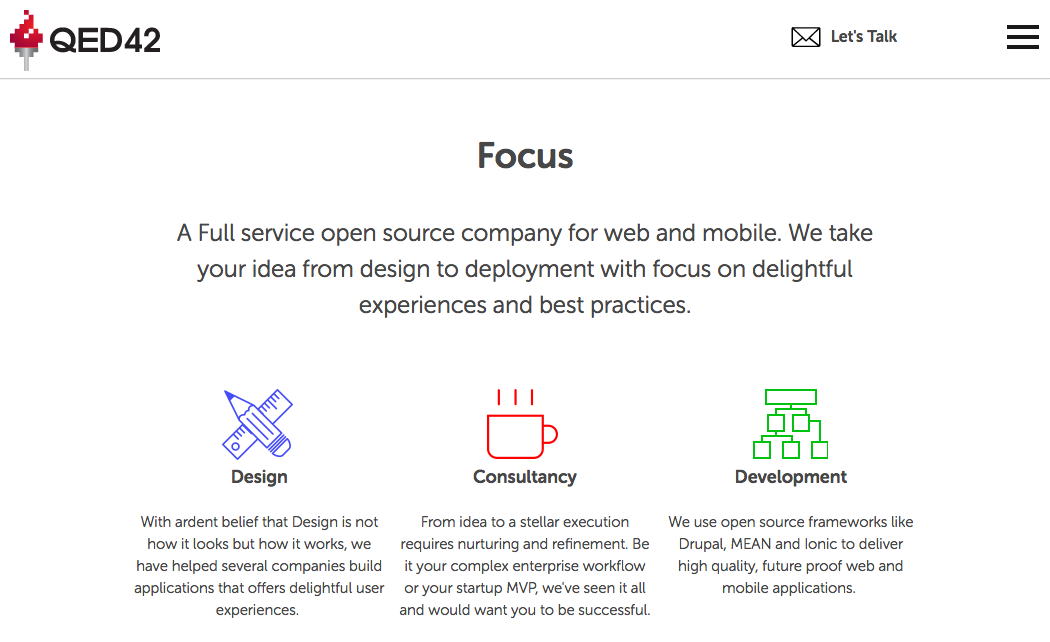 QED42
Let's Talk
Focus
A Full service open source company for web and mobile. We take
your idea from design to deployment with focus on delightful
experiences and best practices.
Design
With ardent belief that Design is not
how it looks but how it works, we
have helped several companies build
applications that offers delightful user
experiences.
Consultancy
From idea to a stellar execution
requires nurturing and refinement. Be
it your complex enterprise workflow
or your startup MVP, we've seen it all
and would want you to be successful.
Development
We use open source frameworks like
Drupal, MEAN and Ionic to deliver
high quality, future proof web and
mobile applications.